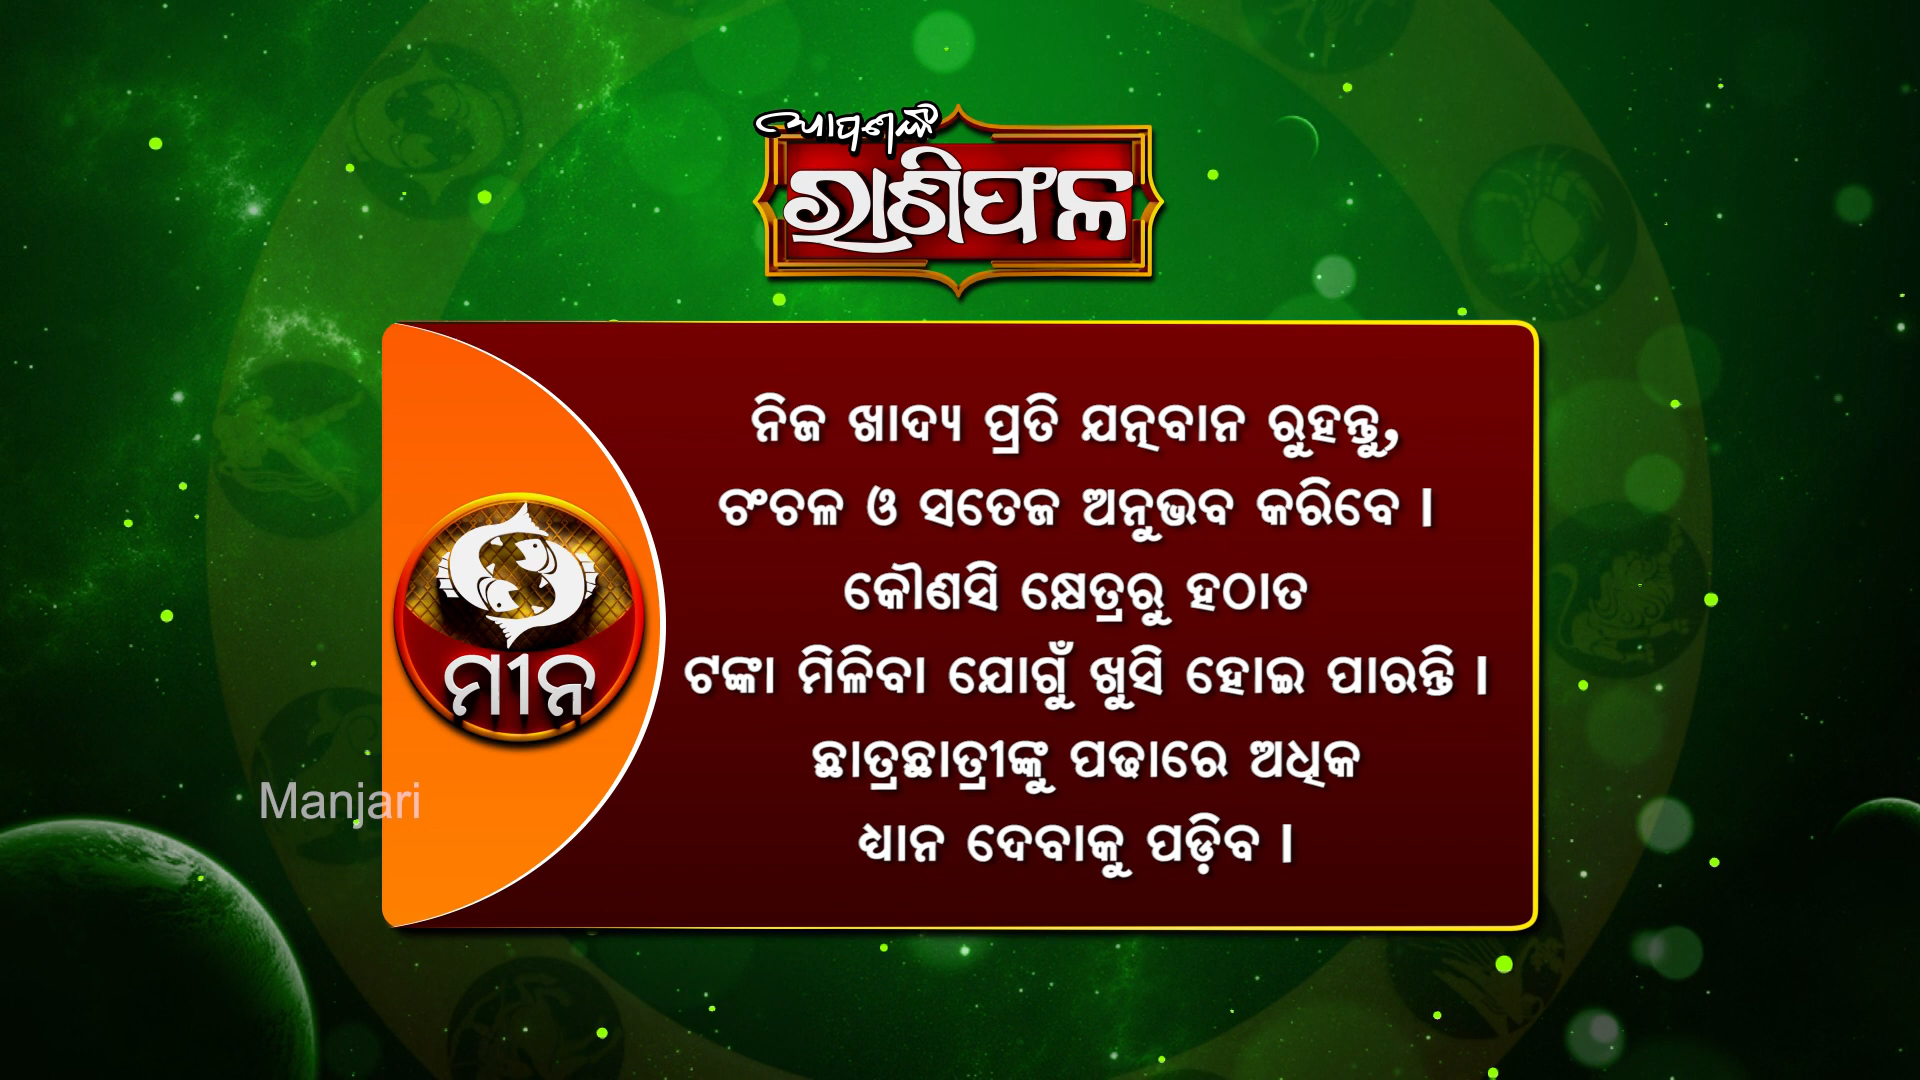 ଆପଣଙ୍କ
ରାଶିଫଳ
ନିଜ ଖାଦ୍ୟ ପ୍ରତି ଯତ୍ନବାନ ରୁହନ୍ତୁ,
ଚଂଚଳ ଓ ସତେଜ ଅନୁଭବ କରିବେ ।
କୌଣସି କ୍ଷେତ୍ରରୁ ହଠାତ
ଟଙ୍କା ମିଳିବା ଯୋଗୁଁ ଖୁସି ହୋଇ ପାରନ୍ତି ।
ଛାତ୍ରଛାତ୍ରୀଙ୍କୁ ପଢାରେ ଅଧିକ
ଧ୍ୟାନ ଦେବାକୁ ପଡ଼ିବ ।
ମୀନ
Manjari